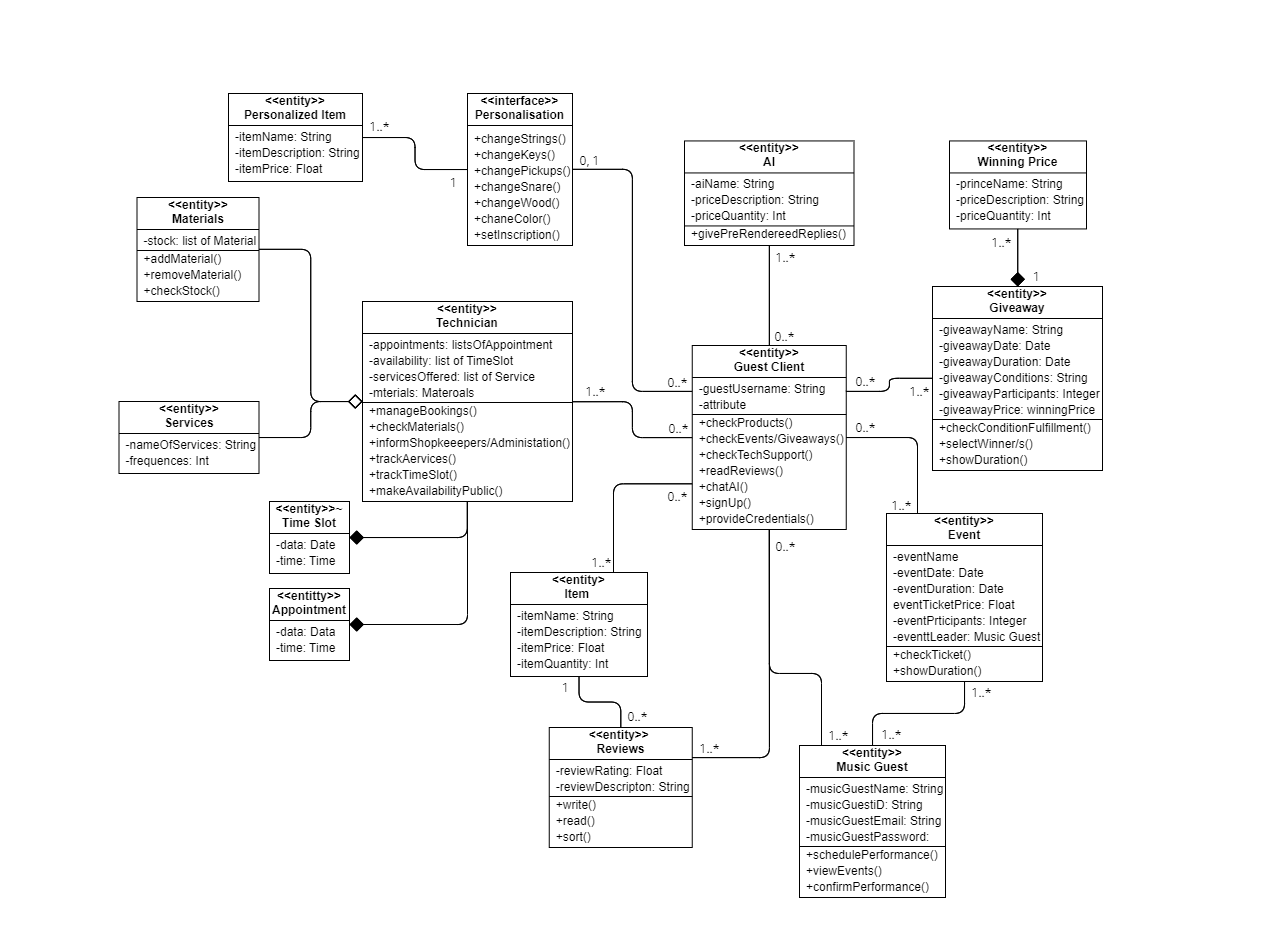 <<entity>>
Personalized Item
-itemName: String
-itemDescription: String
-itemPrice: Float
1..*
1
<<interface>>
Personalisation
+changeStrings()
+changeKeys()
+changePickups()
+changeSnare()
+changeWood()
+chaneColor()
+setInscription()
0, 1
<<entity>>
AI
-aiName: String
-priceDescription: String
-priceQuantity: Int
+givePreRendereedReplies()
1..*
0..*
<<entity>>
Winning Price
-princeName: String
-priceDescription: String
-priceQuantity: Int
1..*
1
<<entity>>
Materials
-stock: list of Material
+addMaterial()
+removeMaterial()
+checkStock()
<<entity>>
Technician
-appointments: listsOfAppointment
-availability: list of TimeSlot
-servicesOffered: list of Service
-mterials: Materoals
+manageBookings()
+checkMaterials()
+informShopkeeepers/Administation()
+trackAervices()
+trackTimeSlot()
+makeAvailabilityPublic()
1..*
0..*
0..*
0..*
<<entity>>
Guest Client
-guestUsername: String
-attribute
+checkProducts()
+checkEvents/Giveaways()
+checkTechSupport()
+readReviews()
+chatAI()
+signUp()
+provideCredentials()
0..*
1..*
0..*
0..*
<<entity>>
Giveaway
-giveawayName: String
-giveawayDate: Date
-giveawayDuration: Date
-giveawayConditions: String
-giveawayParticipants: Integer
-giveawayPrice: winningPrice
+checkConditionFulfillment()
+selectWinner/s()
+showDuration()
<<entity>>
Services
-nameOfServices: String
-frequences: Int
<<entity>>~
Time Slot
-data: Date
-time: Time
<<entitty>>
Appointment
-data: Data
-time: Time
1..*
<<entity>
Item
-itemName: String
-itemDescription: String
-itemPrice: Float
-itemQuantity: Int
1
0..*
<<entity>>
Reviews
-reviewRating: Float
-reviewDescripton: String
+write()
+read()
+sort()
1..*
1..*
<<entity>>
Event
-eventName
-eventDate: Date
-eventDuration: Date
eventTicketPrice: Float
-eventPrticipants: Integer
-eventtLeader: Music Guest
+checkTicket()
+showDuration()
1..*
1..*
1..*
<<entity>>
Music Guest
-musicGuestName: String
-musicGuestiD: String
-musicGuestEmail: String
-musicGuestPassword:
+schedulePerformance()
+viewEvents()
+confirmPerformance()